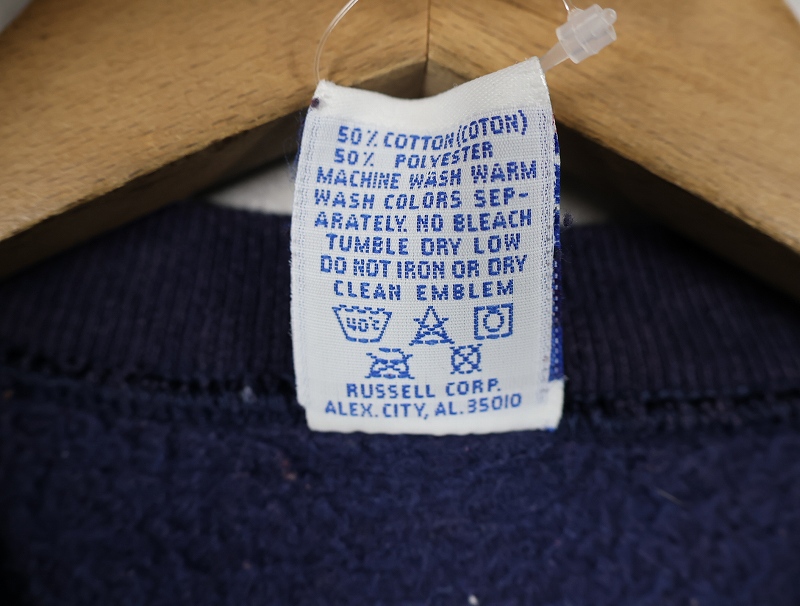 50% COTTON (COTON)
50% POLYESTER
MACHINE WASH WARM
WASH COLORS SEP-
ARATELY. NO BLEACH
TUMBLE DRY LOW
DO NOT IRON OR DRY
CLEAN EMBLEM
40°C
RUSSELL CORP.
ALEX. CITY, AL. 35010